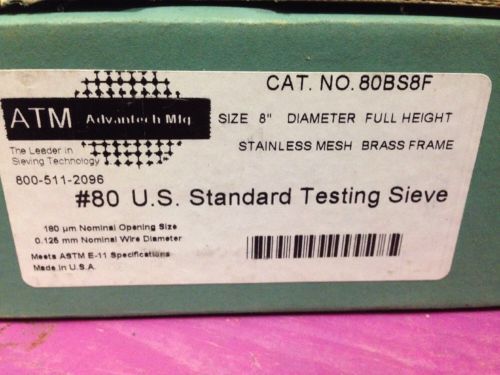 CAT. NO. 80BS8F
ATM Advantech Mfg.
SIZE 8" DIAMETER FULL HEIGHT
STAINLESS MESH BRASS FRAME
The Leader in
Sieving Technology
800-511-2096
#80 U.S. Standard Testing Sieve
180 µm Nominal Opening Size
0.125 mm Nominal Wire Diameter
Meets ASTM E-11 Specifications
Made in U.S.A.